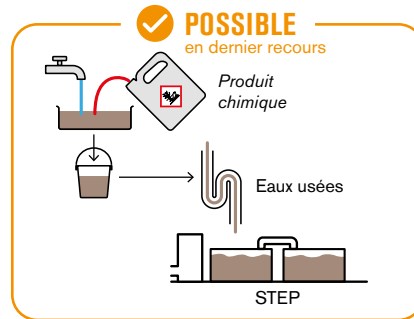 POSSIBLE
en dernier recours
Produit
chimique
Eaux usées
STEP